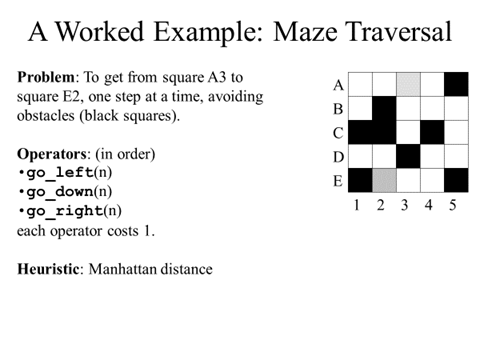 A Worked Example: Maze Traversal
Problem: To get from square A3 to
square E2, one step at a time, avoiding
obstacles (black squares).
Operators: (in order)
•go_left(n)
•go_down(n)
•go_right(n)
each operator costs 1.
Heuristic: Manhattan distance
A
B
C
D
E
1 2 3 4 5